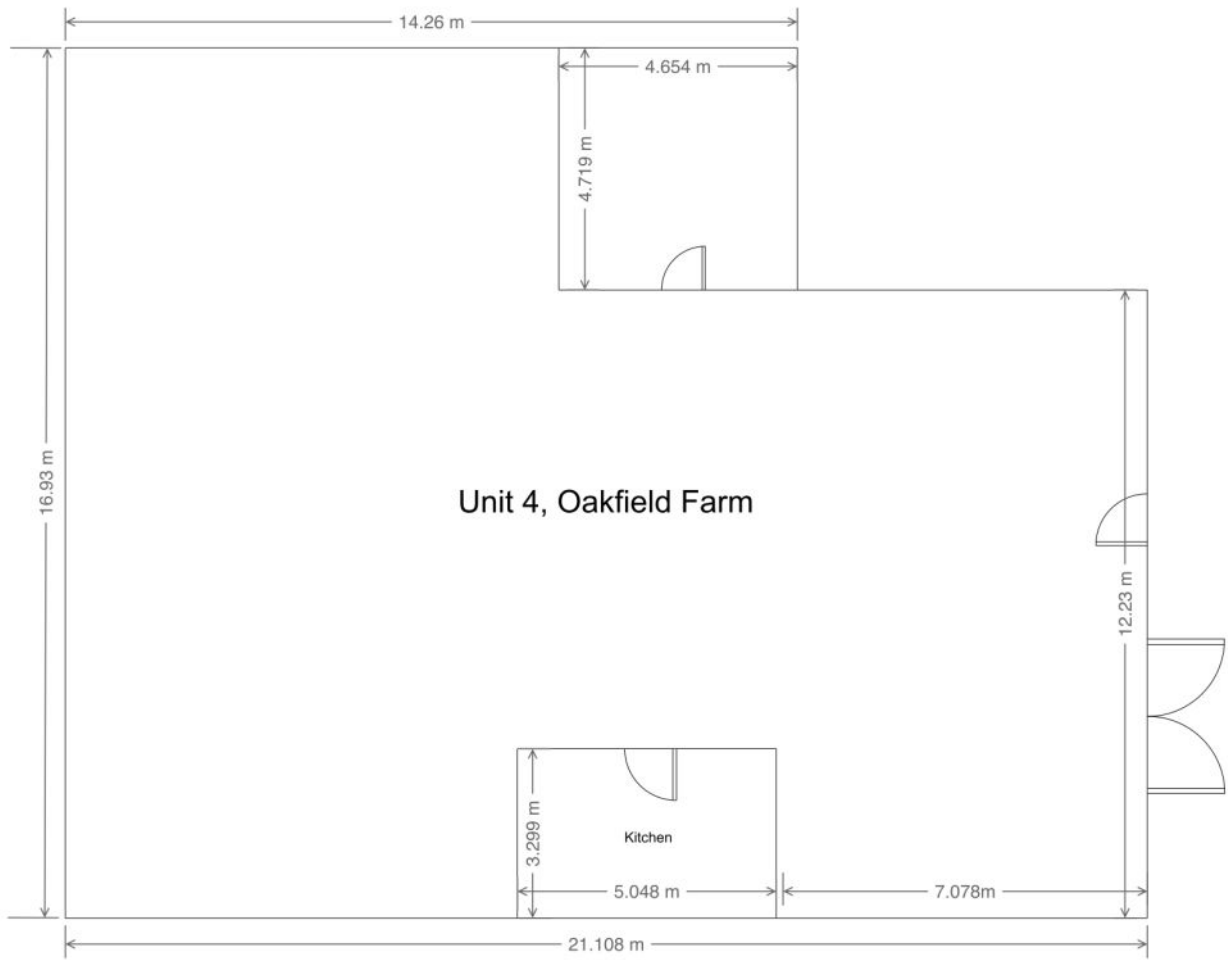 14.26 m
4.654 m
4.719 m
16.93 m
Unit 4, Oakfield Farm
12.23 m
3.299 m
Kitchen
5.048 m
7.078m
21.108 m